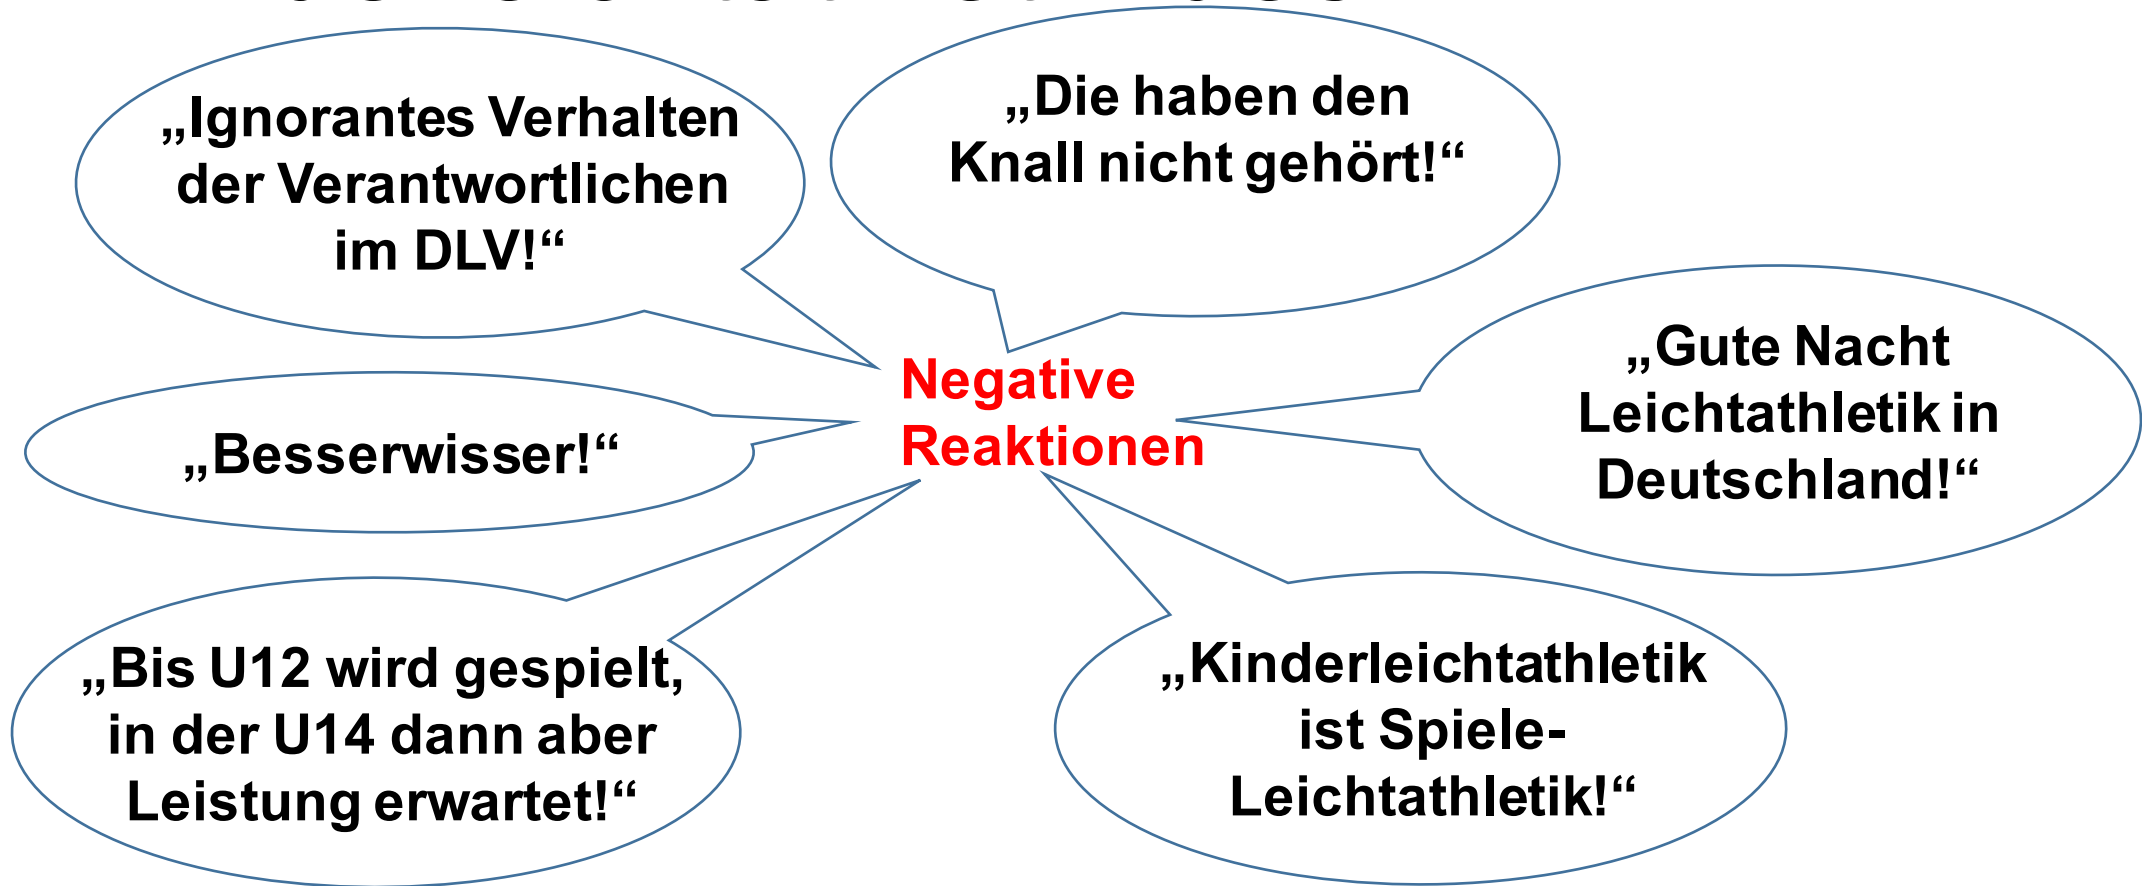 „Ignorantes Verhalten
der Verantwortlichen
im DLV!“
„Die haben den
Knall nicht gehört!“
Negative
Reaktionen
„Gute Nacht
Leichtathletik in
Deutschland!“
„Besserwisser!“
„Bis U12 wird gespielt,
in der U14 dann aber
Leistung erwartet!“
„Kinderleichtathletik
ist Spiele-
Leichtathletik!“